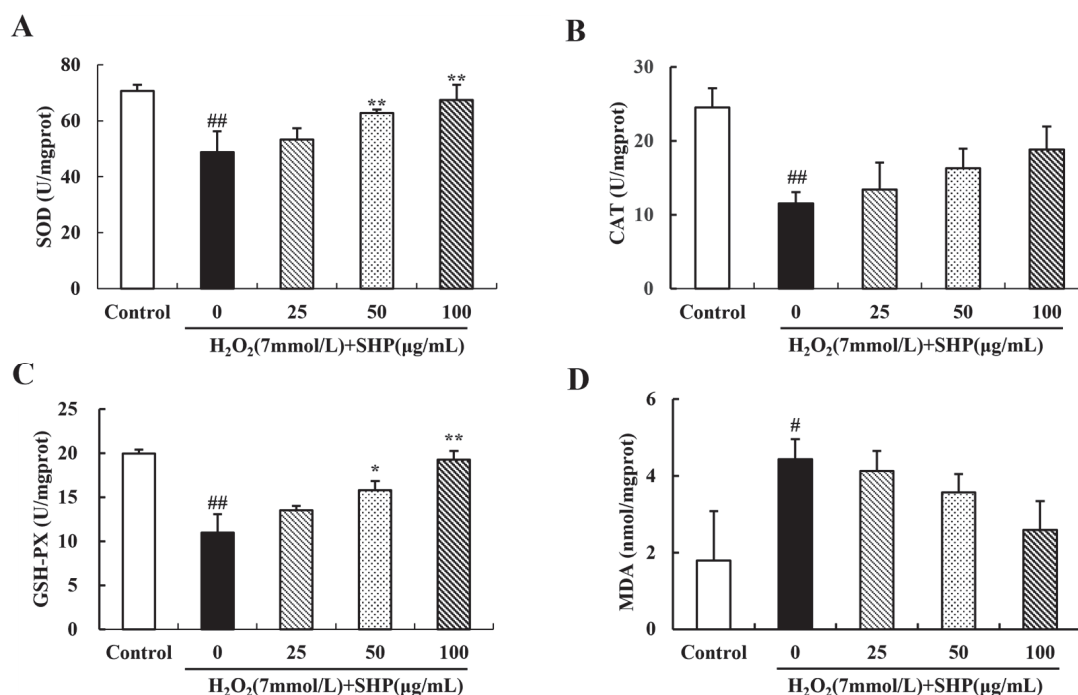 A
SOD (U/mgprot)
80
60
40
20
0
##
**
**
Control
0
25
50
100
H₂O₂(7mmol/L)+SHP(μg/mL)
B
CAT (U/mgprot)
30
20
10
0
##
Control
0
25
50
100
H₂O₂(7mmol/L)+SHP(μg/mL)
C
GSH-PX (U/mgprot)
25
20
15
10
5
0
##
*
**
Control
0
25
50
100
H₂O₂(7mmol/L)+SHP(μg/mL)
D
MDA (nmol/mgprot)
6
4
2
0
#
Control
0
25
50
100
H₂O₂(7mmol/L)+SHP(μg/mL)